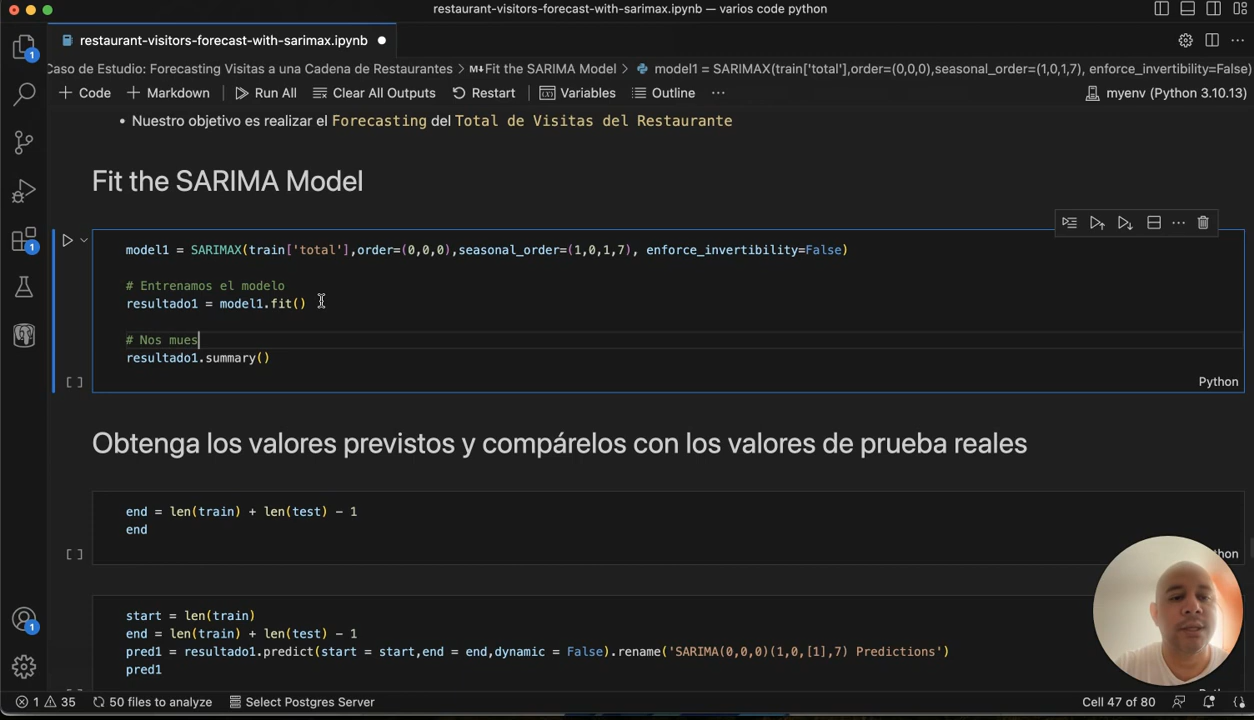 restaurant-visitors-forecast-with-sarimax.ipynb — varios code python
restaurant-visitors-forecast-with-sarimax.ipynb
Caso de Estudio: Forecasting Visitas a una Cadena de Restaurantes > M↓Fit the SARIMA Model > model1 = SARIMAX(train['total'],order=(0,0,0),seasonal_order=(1,0,1,7), enforce_invertibility=False)
+ Code + Markdown Run All Clear All Outputs Restart Variables Outline ··· myenv (Python 3.10.13)
• Nuestro objetivo es realizar el Forecasting del Total de Visitas del Restaurante
Fit the SARIMA Model
model1 = SARIMAX(train['total'],order=(0,0,0),seasonal_order=(1,0,1,7), enforce_invertibility=False)
# Entrenamos el modelo
resultado1 = model1.fit()
# Nos mues
resultado1.summary()
[ ] Python
Obtenga los valores previstos y compárelos con los valores de prueba reales
end = len(train) + len(test) - 1
end
[ ] thon
start = len(train)
end = len(train) + len(test) - 1
pred1 = resultado1.predict(start = start,end = end,dynamic = False).rename('SARIMA(0,0,0)(1,0,[1],7) Predictions')
pred1
1 35 50 files to analyze Select Postgres Server Cell 47 of 80
1
1
1